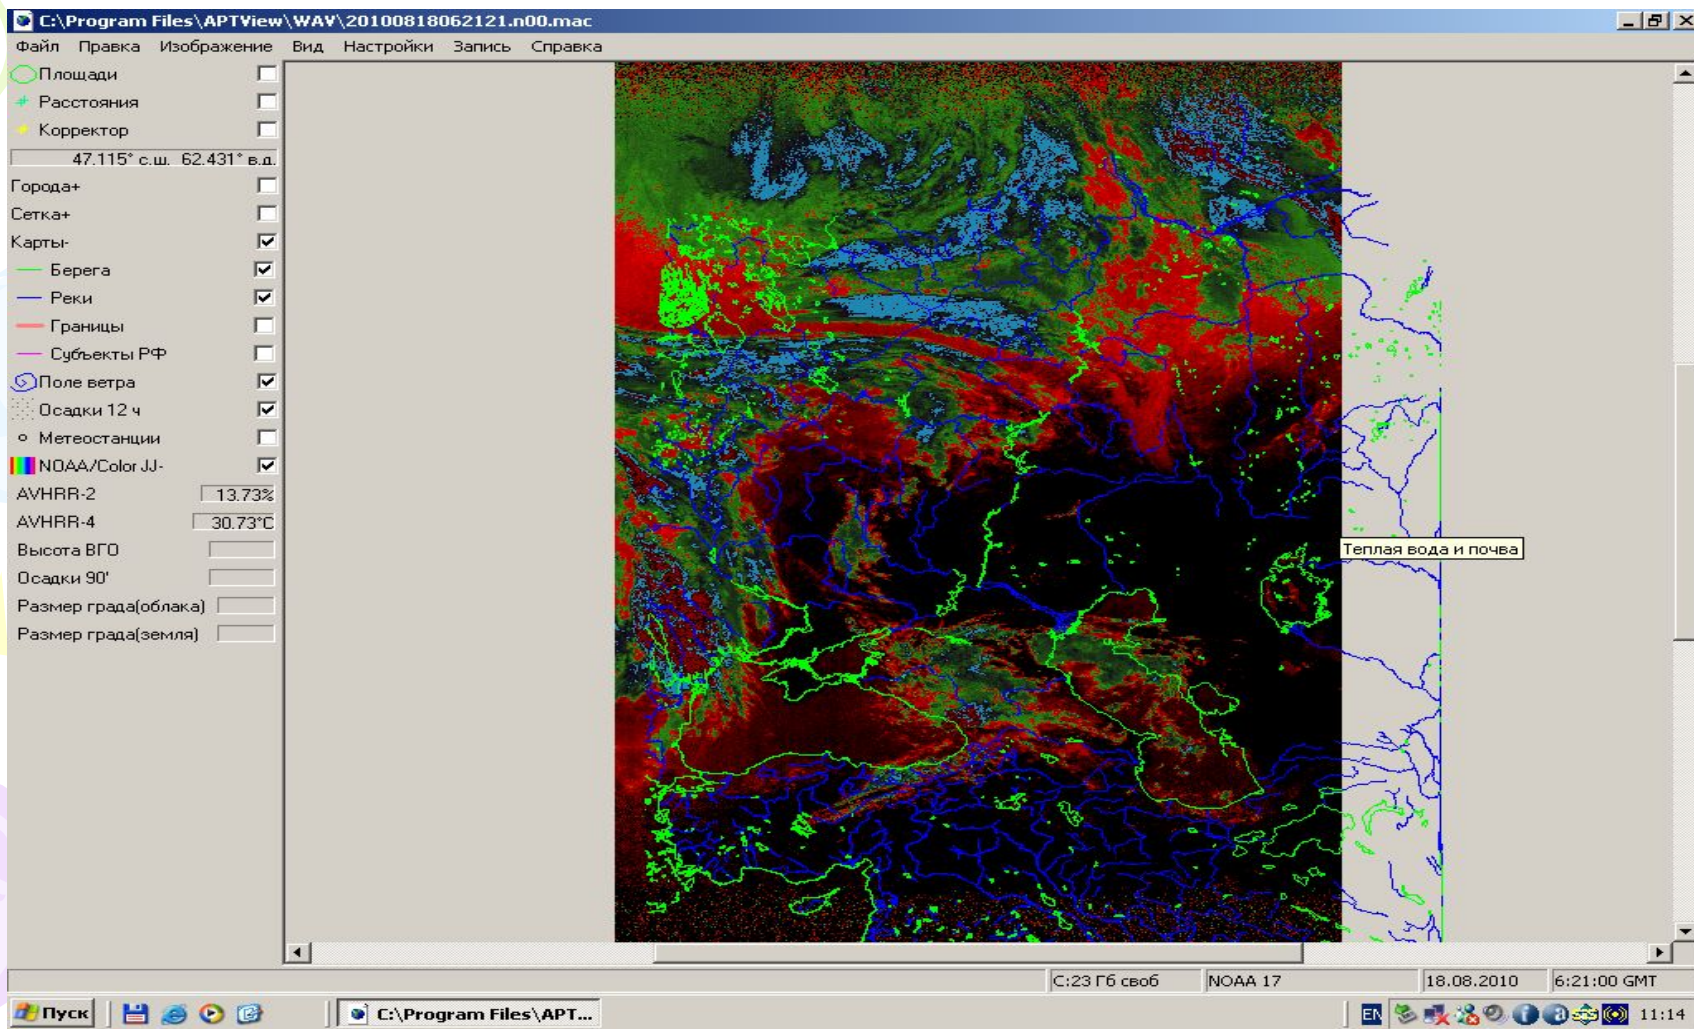 C:\Program Files\APTView\WAV\20100818062121.n00.mac
Файл Правка Изображение Вид Настройки Запись Справка
Площади
Расстояния
Корректор
47.115° с.ш. 62.431° в.д.
Города+
Сетка+
Карты-
Берега
Реки
Границы
Субъекты РФ
Поле ветра
Осадки 12 ч
Метеостанции
NOAA/Color JJ-
AVHRR-2 13.73%
AVHRR-4 30.73°C
Высота ВГО
Осадки 90'
Размер града(облака)
Размер града(земля)
Теплая вода и почва
C:23 Гб своб NOAA 17 18.08.2010 6:21:00 GMT
Пуск C:\Program Files\APT... EN 11:14